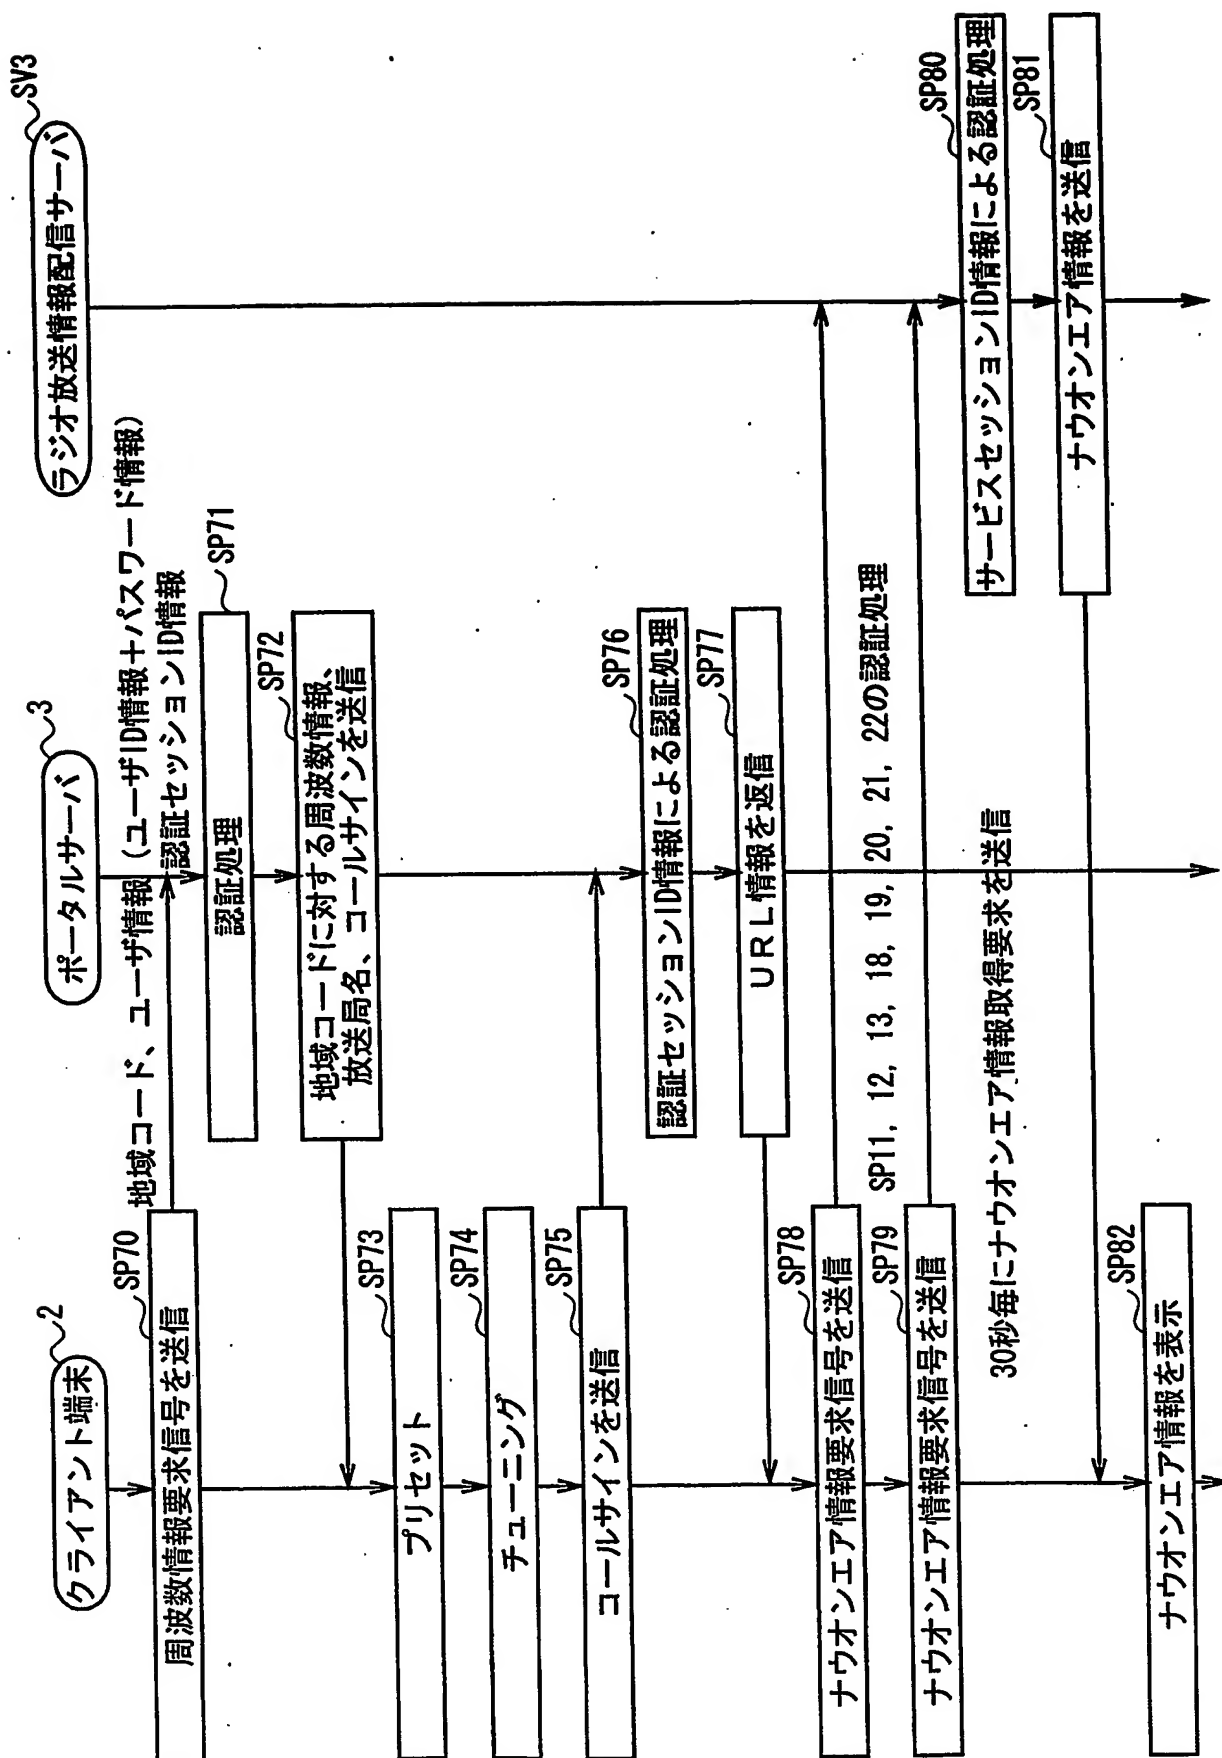 クライアント端末
2
ポータルサーバ
3
ラジオ放送情報配信サーバ
SV3
地域コード、ユーザ情報(ユーザID情報+パスワード情報)
認証セッションID情報
SP70
周波数情報要求信号を送信
SP71
認証処理
SP72
地域コードに対する周波数情報、
放送局名、コールサインを送信
SP73
プリセット
SP74
チューニング
SP75
コールサインを送信
SP76
認証セッションID情報による認証処理
SP77
URL情報を返信
SP78
ナウオンエア情報要求信号を送信
SP11, 12, 13, 18, 19, 20, 21, 22の認証処理
SP79
ナウオンエア情報要求信号を送信
30秒毎にナウオンエア情報取得要求を送信
SP80
サービスセッションID情報による認証処理
SP81
ナウオンエア情報を送信
SP82
ナウオンエア情報を表示